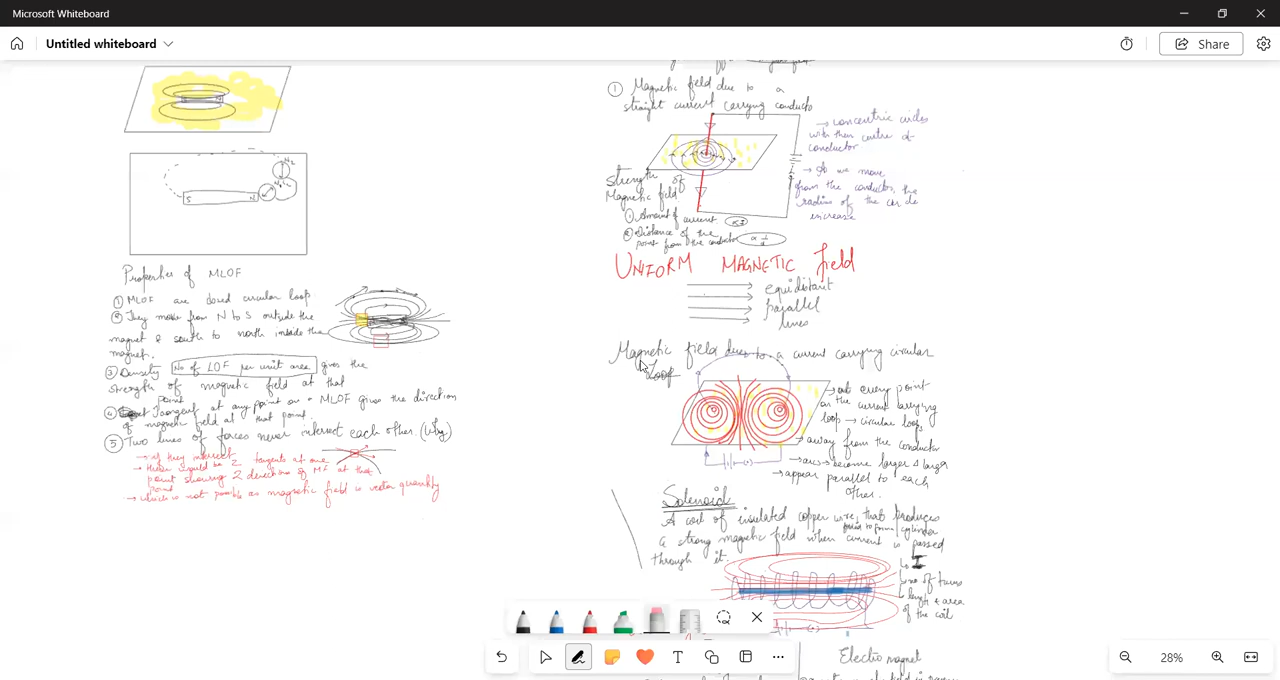 Microsoft Whiteboard
Untitled whiteboard
Share
S
N
Properties of MLOF
① MLOF are closed circular loop
② They move from N to S outside the
magnet & south to north inside the
magnet.
③ Density No of LOF per unit area gives the
strength of magnetic field at that
point
④ Tangent at any point on a MLOF gives the direction
of magnetic field at that point.
⑤ Two lines of forces never intersect each other. (Why)
→ if they intersect
→ there would be 2 tangents at one
point showing 2 directions of MF at that
point
→ which is not possible as magnetic field is vector quantity
① Magnetic field due to a
straight current carrying conductor
→ concentric circles
with their centre at
conductor
→ As we move
from the conductor, the
radius of the
increase
Strength of
Magnetic field.
① Amount of current
② Distance of the
point from the conductor
UNIFORM MAGNETIC field
equidistant
parallel
lines
Magnetic field due to a current carrying circular
Loop
→ at every point
on the current carrying
loop → circular loops
→ away from the conductor
→ arcs → become larger & larger
→ appear parallel to each
other.
Solenoid
A coil of insulated copper wire, that produces
a strong magnetic field when current is passed
through it.
↳ I
↳ no of turns
↳ length & area
of the coil
28%
Electro magnet